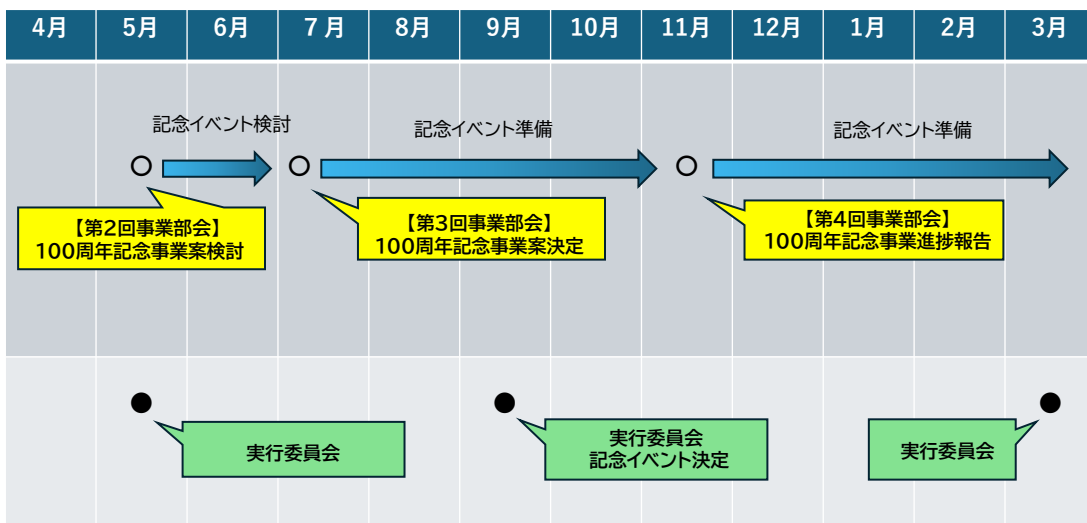 4月 5月 6月 7月 8月 9月 10月 11月 12月 1月 2月 3月
記念イベント検討
記念イベント準備
記念イベント準備
【第2回事業部会】
100周年記念事業案検討
【第3回事業部会】
100周年記念事業案決定
【第4回事業部会】
100周年記念事業進捗報告
実行委員会
実行委員会
記念イベント決定
実行委員会